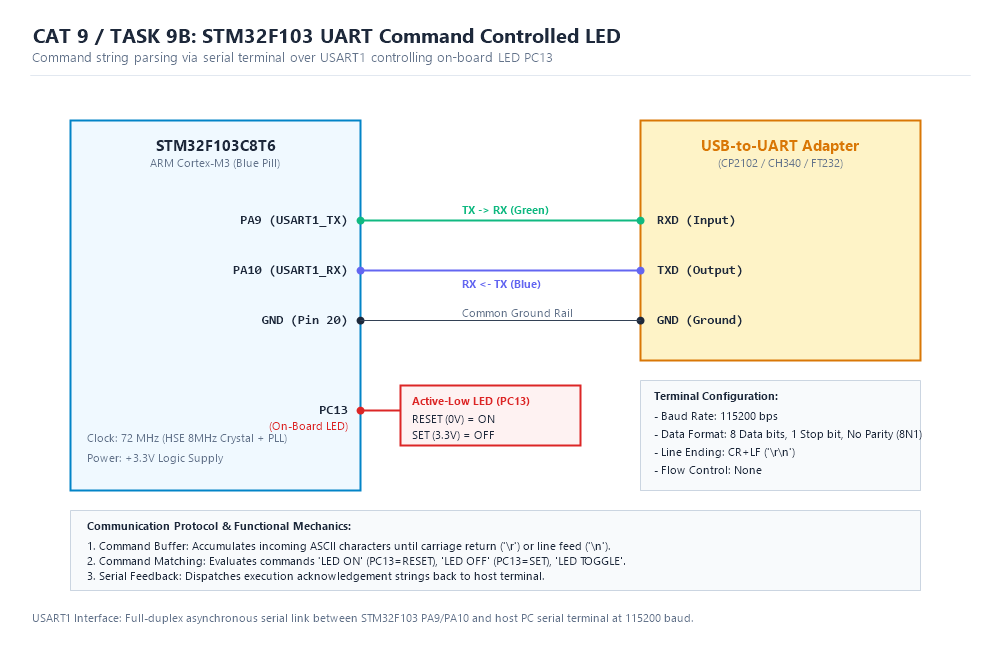 CAT 9 / TASK 9B: STM32F103 UART Command Controlled LED
Command string parsing via serial terminal over USART1 controlling on-board LED PC13
STM32F103C8T6
ARM Cortex-M3 (Blue Pill)
USB-to-UART Adapter
(CP2102 / CH340 / FT232)
PA9 (USART1_TX)
TX -> RX (Green)
RXD (Input)
PA10 (USART1_RX)
RX <- TX (Blue)
TXD (Output)
GND (Pin 20)
Common Ground Rail
GND (Ground)
PC13
(On-Board LED)
Clock: 72 MHz (HSE 8MHz Crystal + PLL)
Power: +3.3V Logic Supply
Active-Low LED (PC13)
RESET (0V) = ON
SET (3.3V) = OFF
Terminal Configuration:
- Baud Rate: 115200 bps
- Data Format: 8 Data bits, 1 Stop bit, No Parity (8N1)
- Line Ending: CR+LF ('\r\n')
- Flow Control: None
Communication Protocol & Functional Mechanics:
1. Command Buffer: Accumulates incoming ASCII characters until carriage return ('\r') or line feed ('\n').
2. Command Matching: Evaluates commands 'LED ON' (PC13=RESET), 'LED OFF' (PC13=SET), 'LED TOGGLE'.
3. Serial Feedback: Dispatches execution acknowledgement strings back to host terminal.
USART1 Interface: Full-duplex asynchronous serial link between STM32F103 PA9/PA10 and host PC serial terminal at 115200 baud.